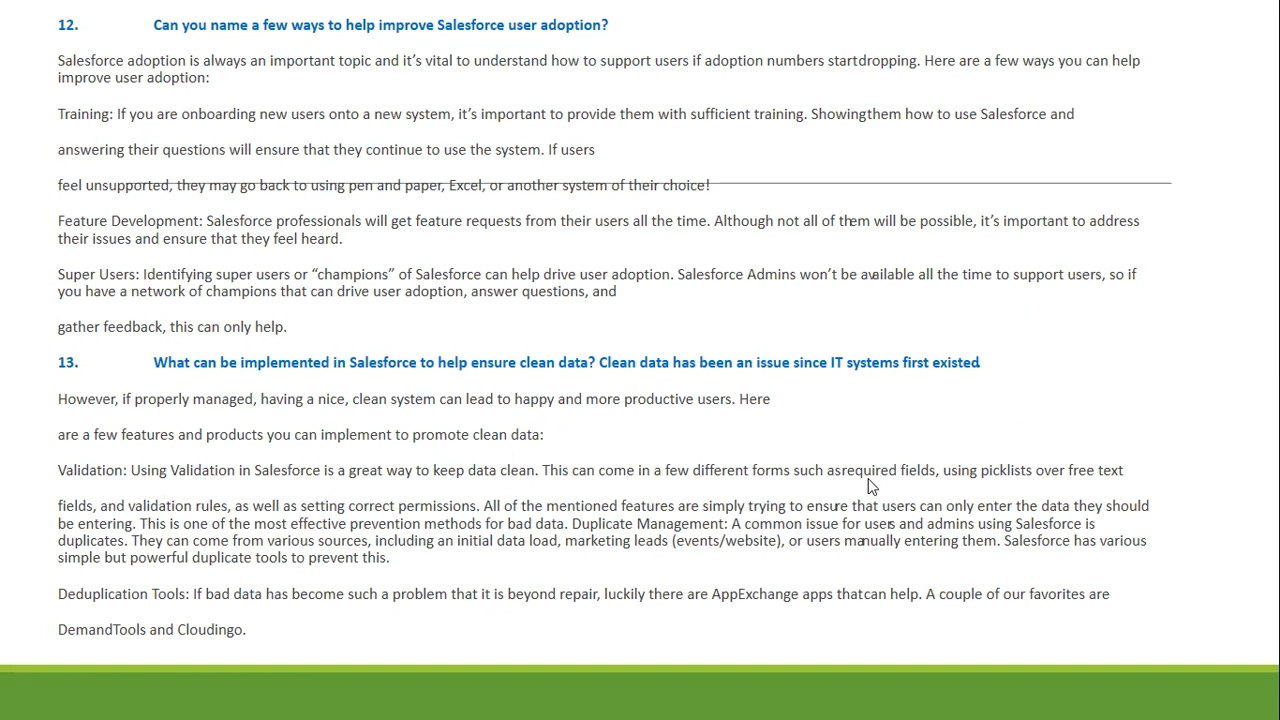 12. Can you name a few ways to help improve Salesforce user adoption?
Salesforce adoption is always an important topic and it’s vital to understand how to support users if adoption numbers startdropping. Here are a few ways you can help
improve user adoption:
Training: If you are onboarding new users onto a new system, it’s important to provide them with sufficient training. Showingthem how to use Salesforce and
answering their questions will ensure that they continue to use the system. If users
feel unsupported, they may go back to using pen and paper, Excel, or another system of their choice!
Feature Development: Salesforce professionals will get feature requests from their users all the time. Although not all of them will be possible, it’s important to address
their issues and ensure that they feel heard.
Super Users: Identifying super users or “champions” of Salesforce can help drive user adoption. Salesforce Admins won’t be available all the time to support users, so if
you have a network of champions that can drive user adoption, answer questions, and
gather feedback, this can only help.
13. What can be implemented in Salesforce to help ensure clean data? Clean data has been an issue since IT systems first existed.
However, if properly managed, having a nice, clean system can lead to happy and more productive users. Here
are a few features and products you can implement to promote clean data:
Validation: Using Validation in Salesforce is a great way to keep data clean. This can come in a few different forms such asrequired fields, using picklists over free text
fields, and validation rules, as well as setting correct permissions. All of the mentioned features are simply trying to ensure that users can only enter the data they should
be entering. This is one of the most effective prevention methods for bad data. Duplicate Management: A common issue for users and admins using Salesforce is
duplicates. They can come from various sources, including an initial data load, marketing leads (events/website), or users manually entering them. Salesforce has various
simple but powerful duplicate tools to prevent this.
Deduplication Tools: If bad data has become such a problem that it is beyond repair, luckily there are AppExchange apps thatcan help. A couple of our favorites are
DemandTools and Cloudingo.